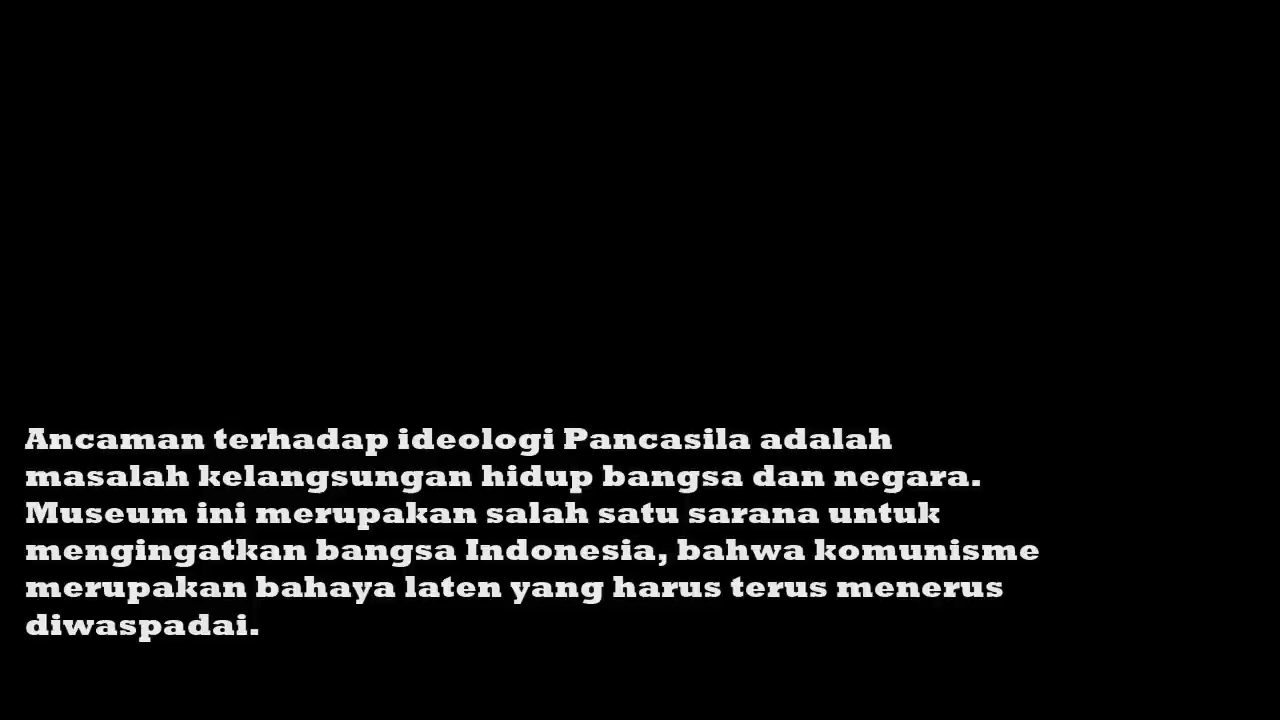 Ancaman terhadap ideologi Pancasila adalah
masalah kelangsungan hidup bangsa dan negara.
Museum ini merupakan salah satu sarana untuk
mengingatkan bangsa Indonesia, bahwa komunisme
merupakan bahaya laten yang harus terus menerus
diwaspadai.